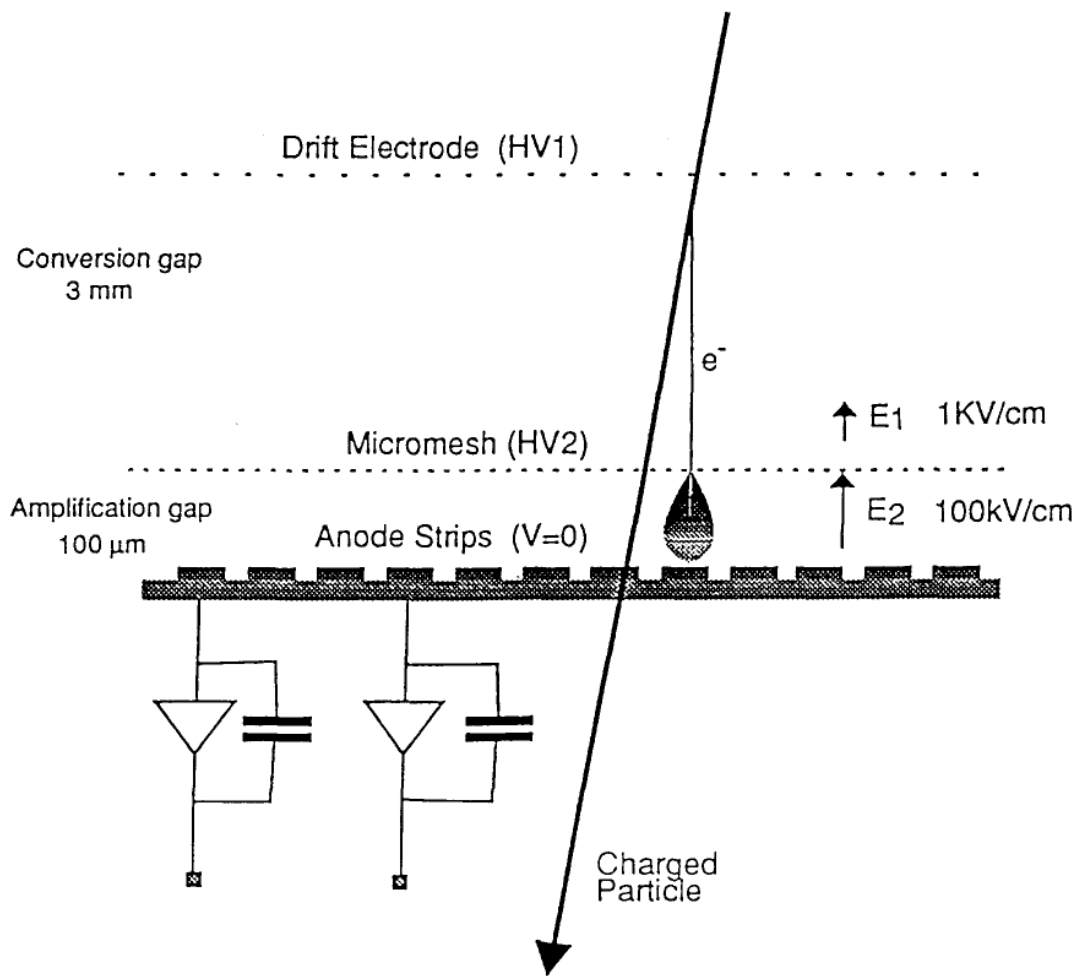 Drift Electrode (HV1)
Conversion gap
3 mm
e-
E1 1KV/cm
Micromesh (HV2)
Amplification gap
100 μm
E2 100kV/cm
Anode Strips (V=0)
Charged
Particle